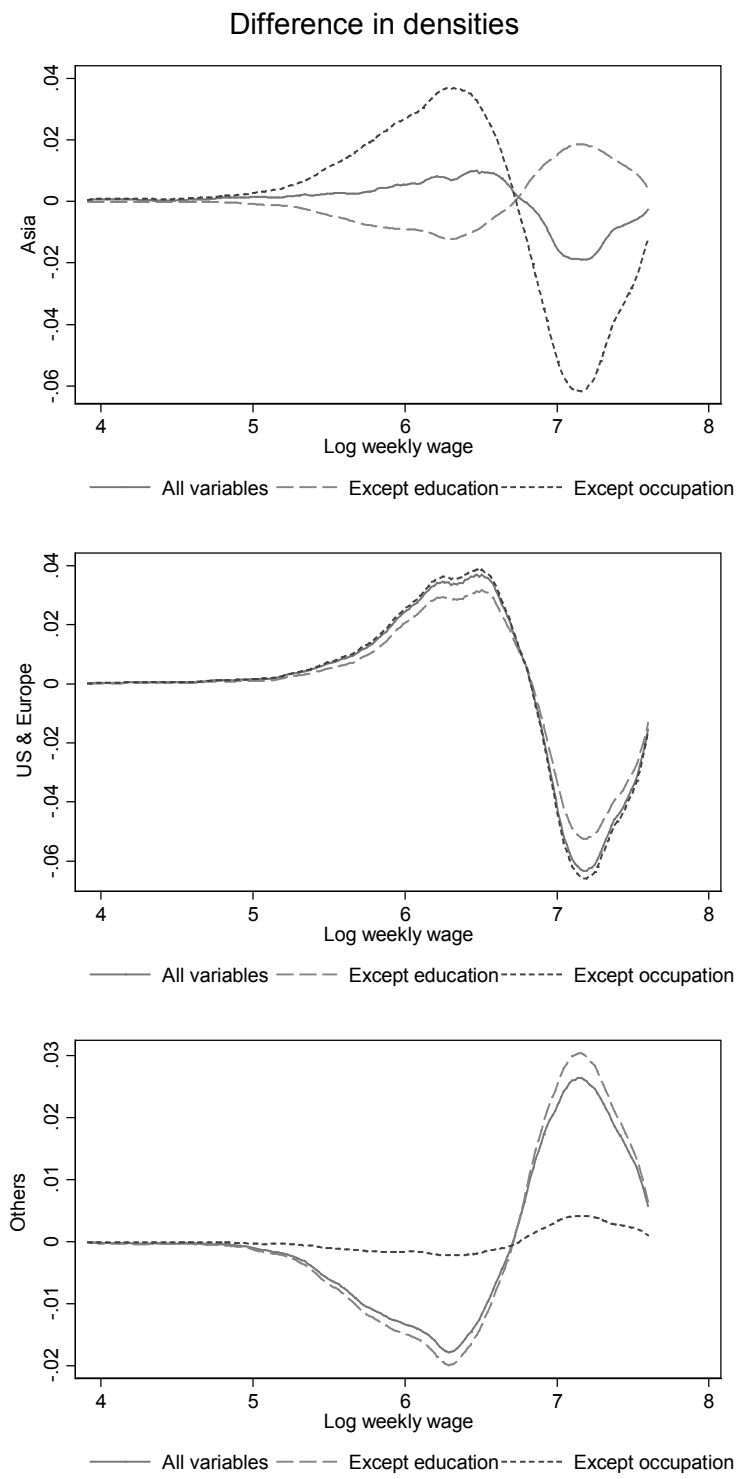 Difference in densities
.04
.02
0
-.02
-.04
-.06
Asia
4 5 6 7 8
Log weekly wage
All variables Except education Except occupation
.04
.02
0
-.02
-.04
-.06
US & Europe
4 5 6 7 8
Log weekly wage
All variables Except education Except occupation
.03
.02
.01
0
-.01
-.02
Others
4 5 6 7 8
Log weekly wage
All variables Except education Except occupation